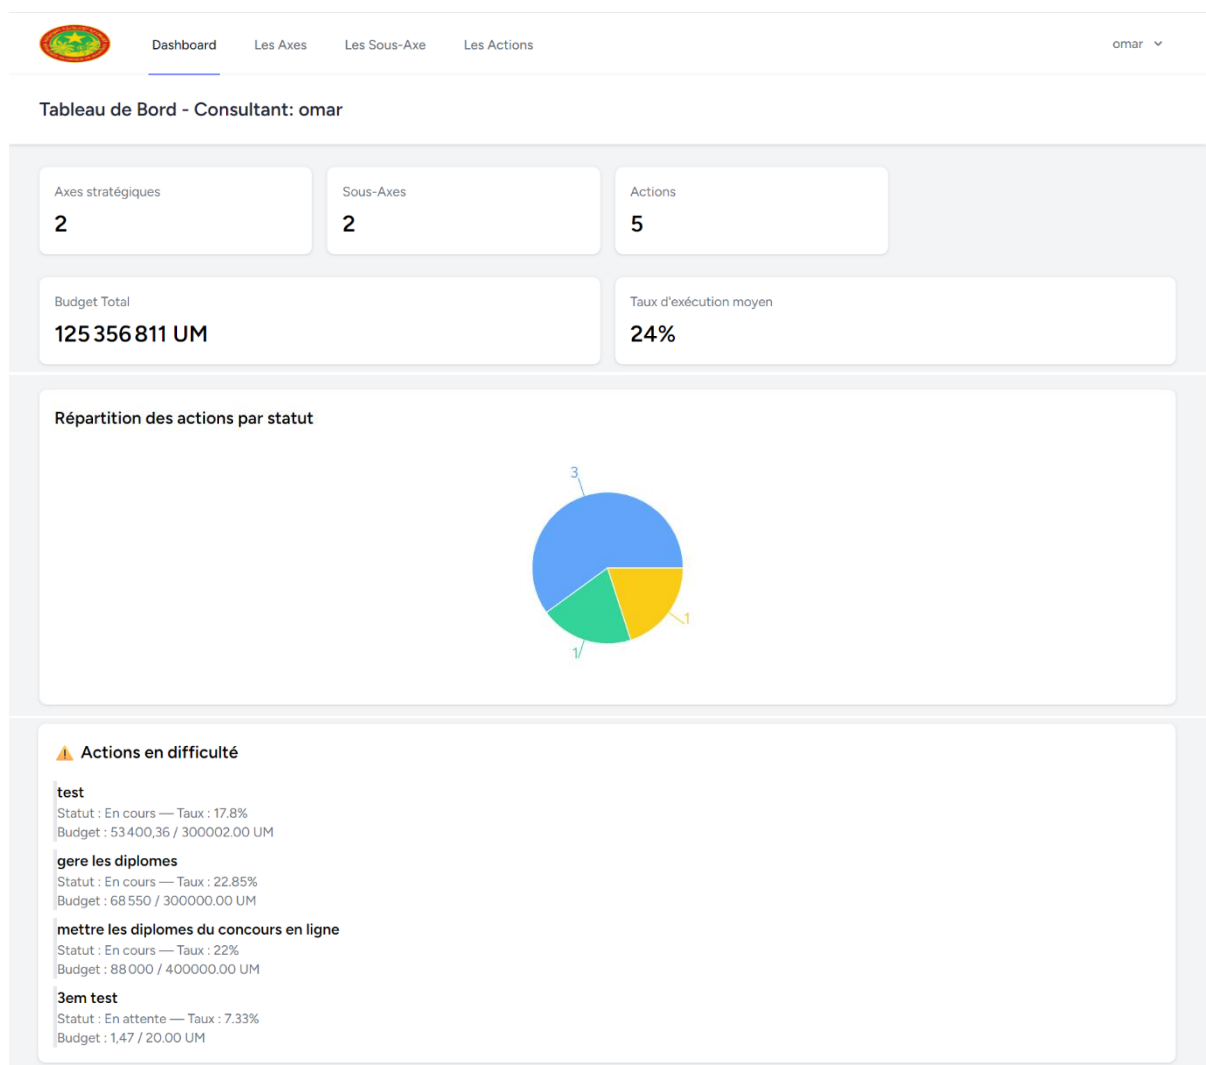 Dashboard Les Axes Les Sous-Axe Les Actions omar
Tableau de Bord - Consultant: omar
Axes stratégiques
2
Sous-Axes
2
Actions
5
Budget Total
125 356 811 UM
Taux d'exécution moyen
24%
Répartition des actions par statut
3
1
1
Actions en difficulté
test
Statut : En cours — Taux : 17.8%
Budget : 53 400,36 / 300002.00 UM
gere les diplomes
Statut : En cours — Taux : 22.85%
Budget : 68 550 / 300000.00 UM
mettre les diplomes du concours en ligne
Statut : En cours — Taux : 22%
Budget : 88 000 / 400000.00 UM
3em test
Statut : En attente — Taux : 7.33%
Budget : 1,47 / 20.00 UM